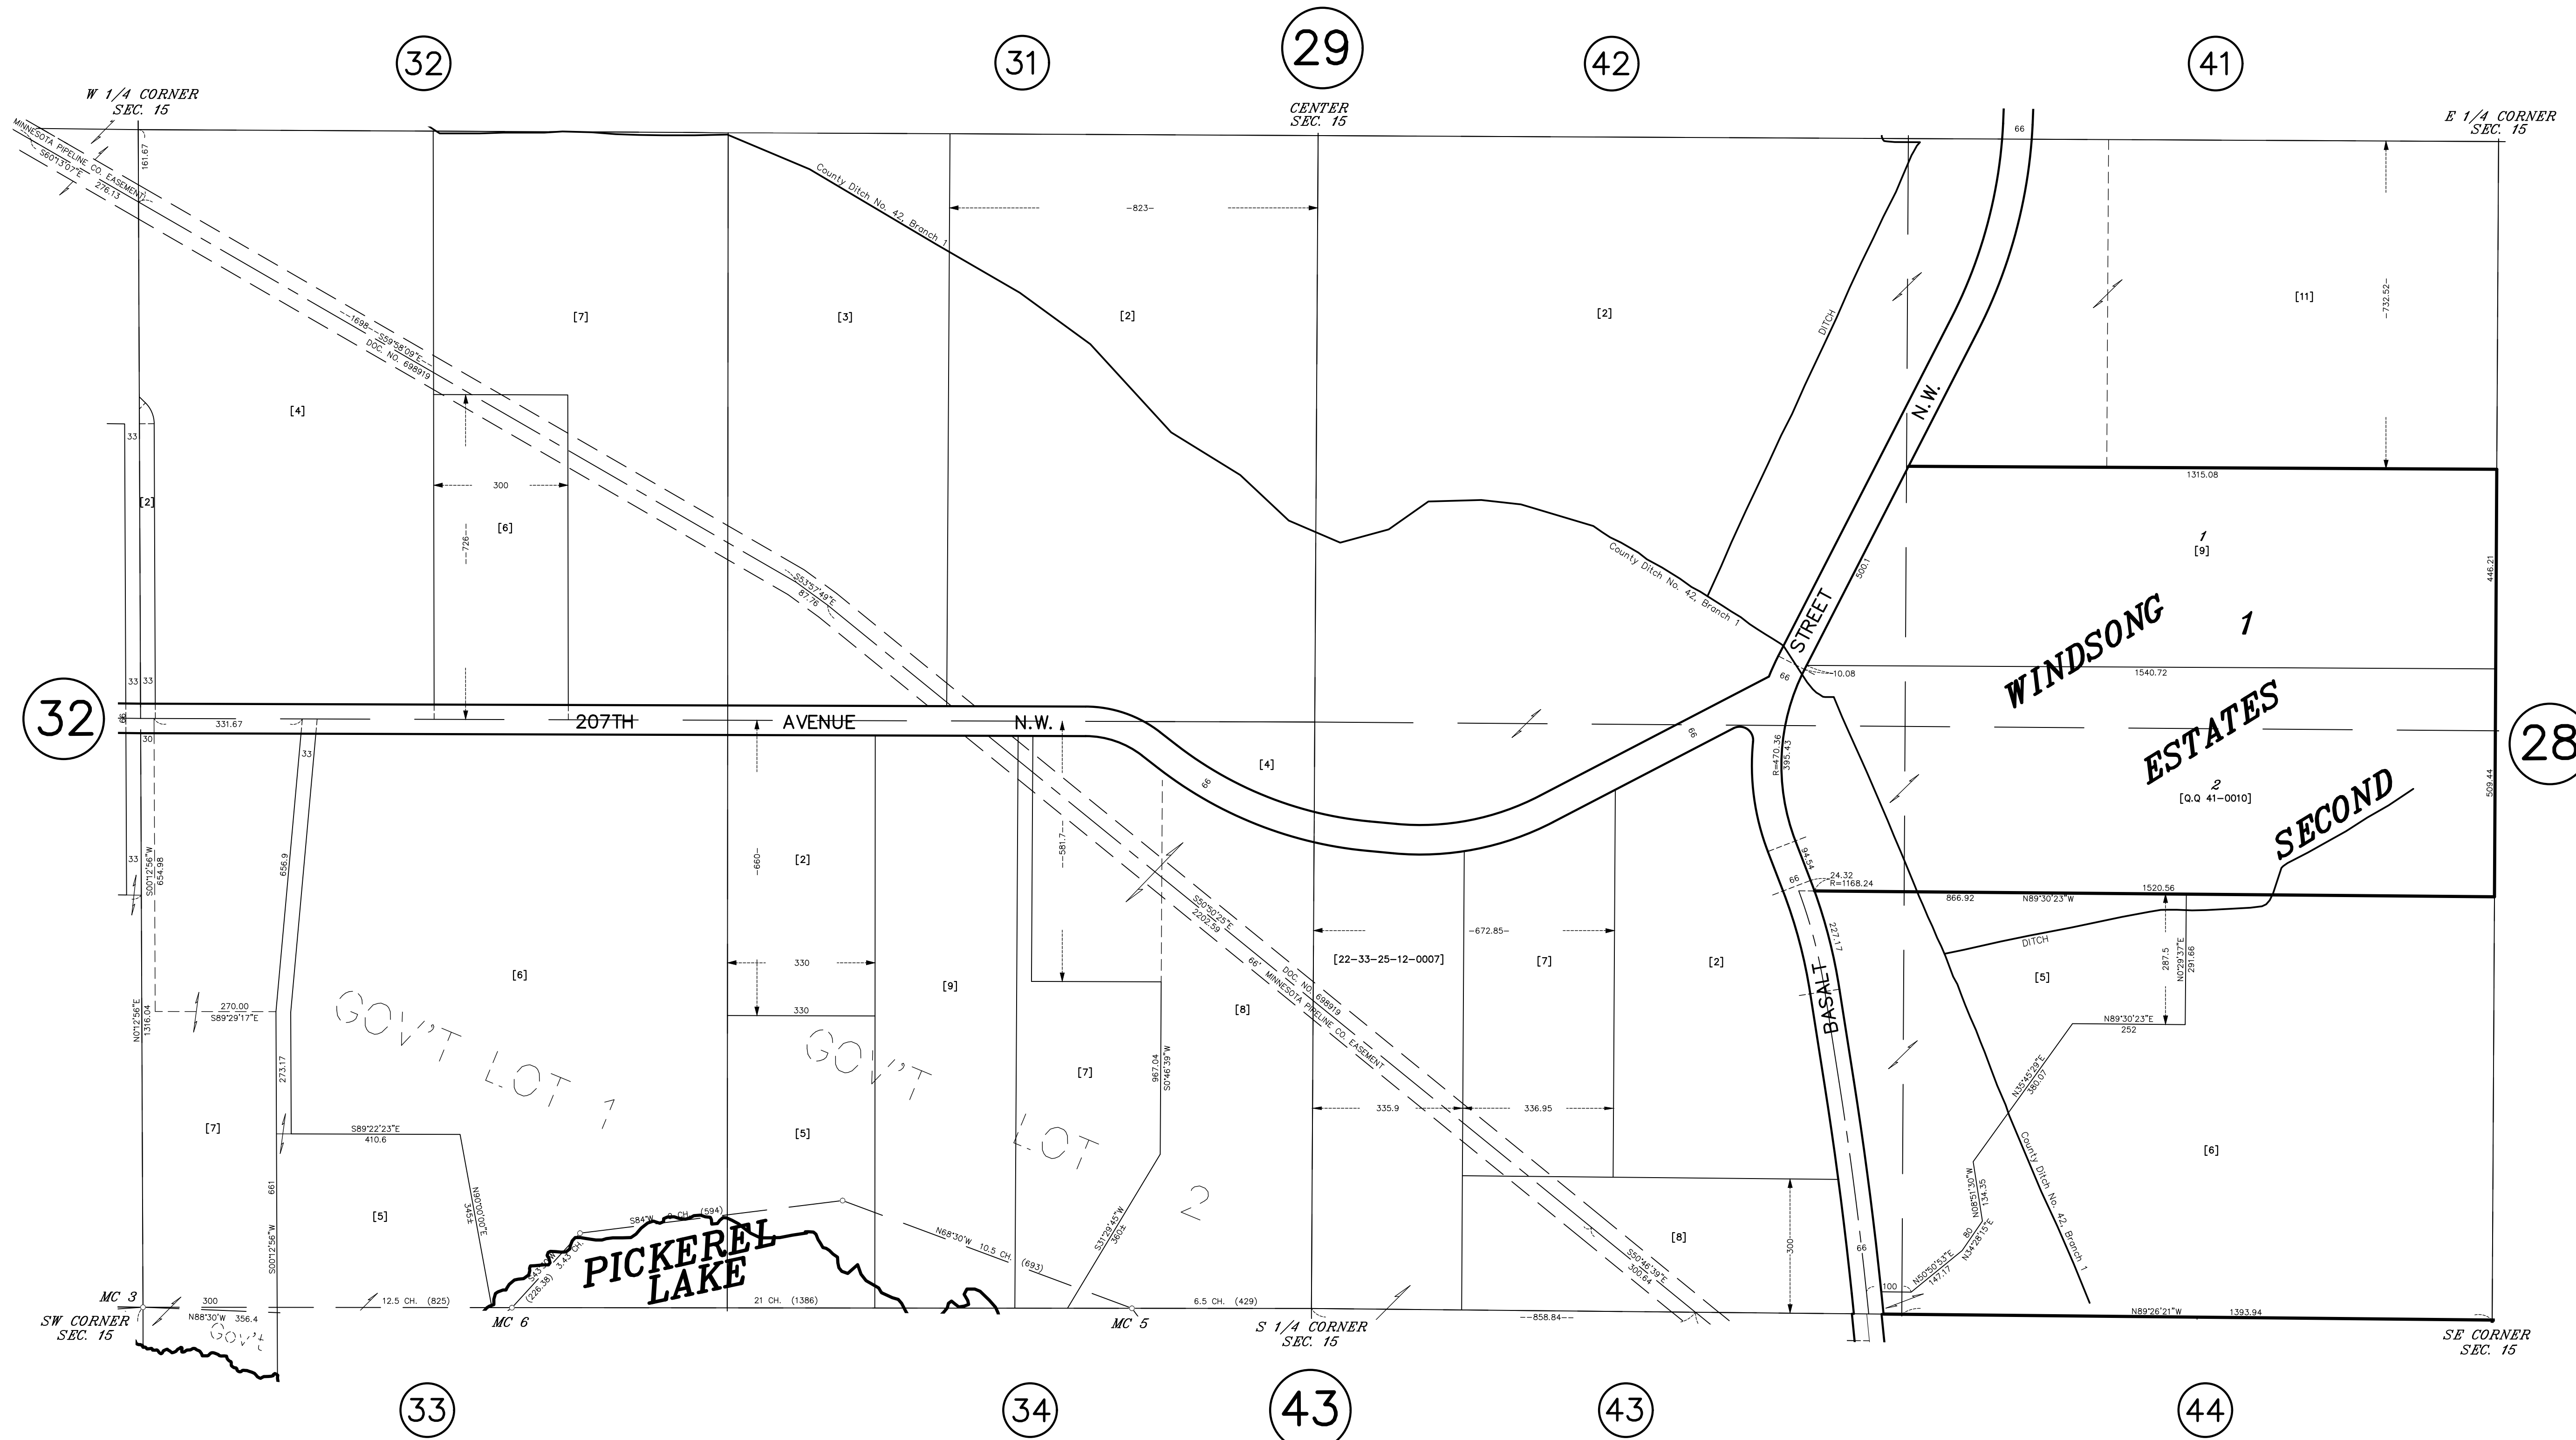 29
32
31
42
41
W 1/4 CORNER
SEC. 15
CENTER
SEC. 15
E 1/4 CORNER
SEC. 15
MINNESOTA PIPELINE CO. EASEMENT
S60°13'07"E
276.13
161.67
66
County Ditch No. 42, Branch 1
-823-
[7]
[3]
[2]
[2]
DITCH
[11]
-732.52-
--1698--
S59°58'09"E
DOC. NO. 698919
[4]
33
[2]
300
[6]
-726-
N.W.
1315.08
1
[9]
446.21
--S53°57'49"E
87.76
County Ditch No. 42, Branch 1
500.1
STREET
WINDSONG
1
10.08
66
1540.72
33
33
32
66
331.67
207TH
AVENUE
N.W.
66
30
33
[4]
66
R=470.36
395.43
ESTATES
2
[Q.Q 41-0010]
SECOND
509.44
28
33
S00°12'56"W
654.98
656.9
-660-
[2]
-581.7-
94.54
66
24.32
R=1168.24
1520.56
866.92
N89°30'23"W
S50°50'25"E
2202.59
-672.85-
227.17
DITCH
287.5
N0°29'37"E
291.66
[6]
330
[9]
[22-33-25-12-0007]
[7]
[2]
[5]
DOC. NO. 698919
66' MINNESOTA PIPELINE CO. EASEMENT
BASALT
N0°12'56"E
1316.04
270.00
S89°29'17"E
330
[8]
N89°30'23"E
252
GOV'T LOT 1
GOV'T LOT 2
273.17
[7]
967.04
S0°46'39"W
N35°45'29"E
380.07
335.9
336.95
[7]
S89°22'23"E
410.6
[5]
County Ditch No. 42, Branch 1
[6]
661
S00°12'56"W
[5]
N90°00'00"E
345±
S84°W
(594)
N08°51'30"W
134.35
80
N34°28'15"E
S31°29'45"W
360±
N68°30'W
10.5 CH.
(693)
3.43 CH.
(226.38)
PICKEREL
LAKE
[8]
300
66
S50°46'39"E
300.64
100
N50°50'53"E
147.17
MC 3
300
N88°30'W
356.4
12.5 CH.
(825)
MC 6
21 CH.
(1386)
MC 5
6.5 CH.
(429)
--858.84--
N89°26'21"W
1393.94
SW CORNER
SEC. 15
GOV'T
S 1/4 CORNER
SEC. 15
SE CORNER
SEC. 15
33
34
43
43
44